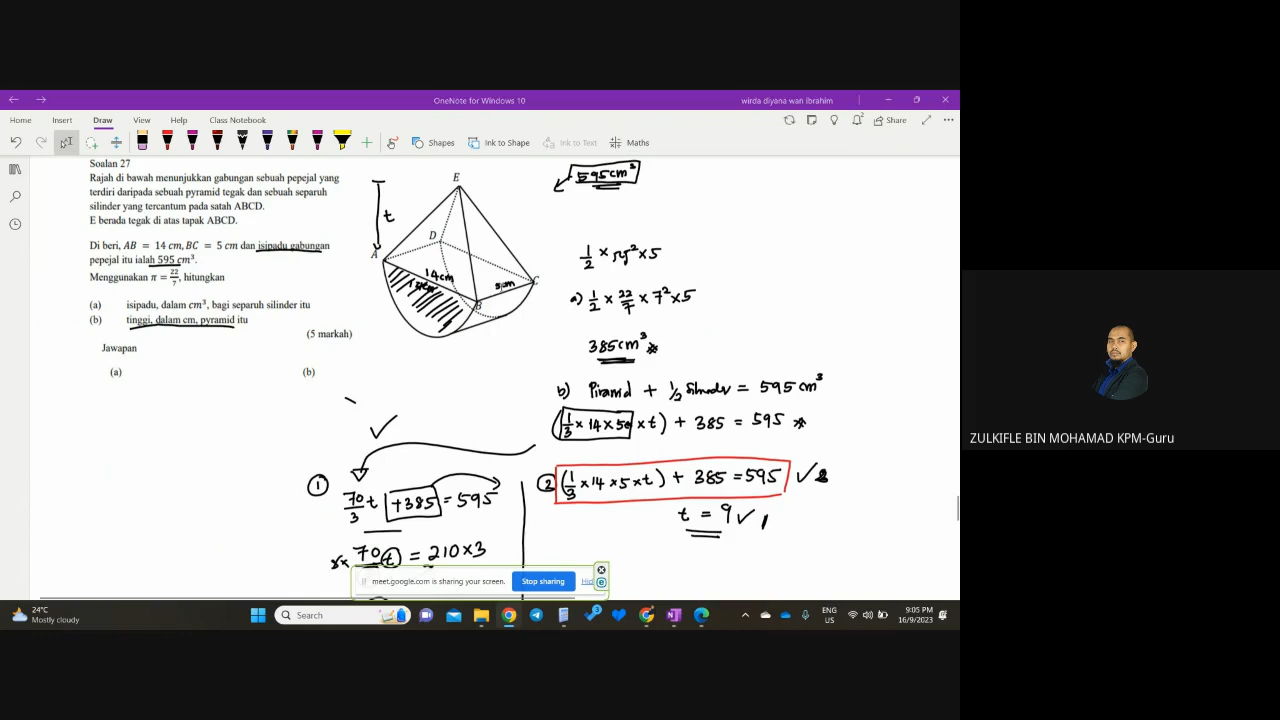 OneNote for Windows 10
wirda diyana wan ibrahim
Home Insert Draw View Help Class Notebook
Share
Shapes
Ink to Shape
Ink to Text
Maths
Soalan 27
Rajah di bawah menunjukkan gabungan sebuah pepejal yang
terdiri daripada sebuah pyramid tegak dan sebuah separuh
silinder yang tercantum pada satah ABCD.
E berada tegak di atas tapak ABCD.
Di beri, AB = 14 cm, BC = 5 cm dan isipadu gabungan
pepejal itu ialah 595 cm³.
Menggunakan π = 22/7, hitungkan
(a) isipadu, dalam cm³, bagi separuh silinder itu
(b) tinggi, dalam cm, pyramid itu
(5 markah)
Jawapan
(a) (b)
E
t
D
A
14cm
B
5cm
C
595cm³
1/2 × πj² × 5
a) 1/2 × 22/7 × 7² × 5
385cm³ *
b) Piramid + 1/2 Silinder = 595 cm³
(1/3 × 14 × 5 × t) + 385 = 595 *
① 70/3 t + 385 = 595
70t = 210×3
② (1/3 × 14 × 5 × t) + 385 = 595 ✓
t = 9 ✓ 1
meet.google.com is sharing your screen.
Stop sharing
Hid
ZULKIFLE BIN MOHAMAD KPM-Guru
24°C
Mostly cloudy
Search
3
ENG
US
9:05 PM
16/9/2023